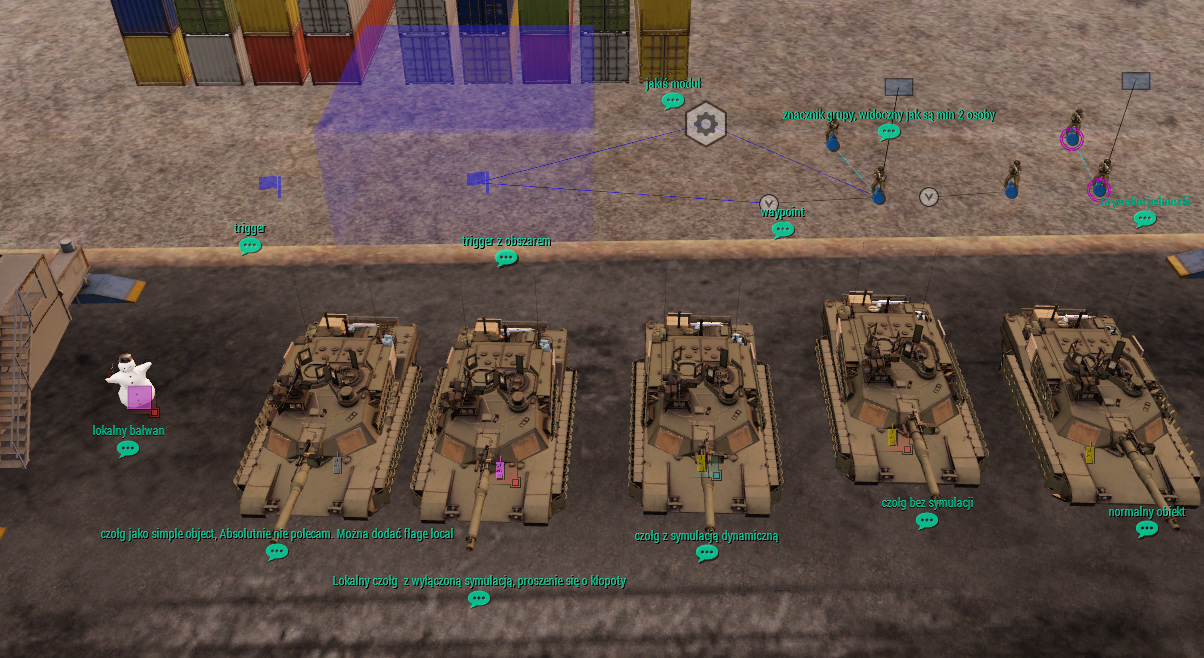 jakiś moduł
znacznik grupy, widoczny jak są min 2 osoby
waypoint
trigger
trigger z obszarem
lokalny bałwan
czołg bez symulacji
normalny obiekt
czołg jako simple object, Absolutnie nie polecam. Można dodać flage local
czołg z symulacją dynamiczną
Lokalny czołg z wyłączoną symulacją, proszenie się o kłopoty